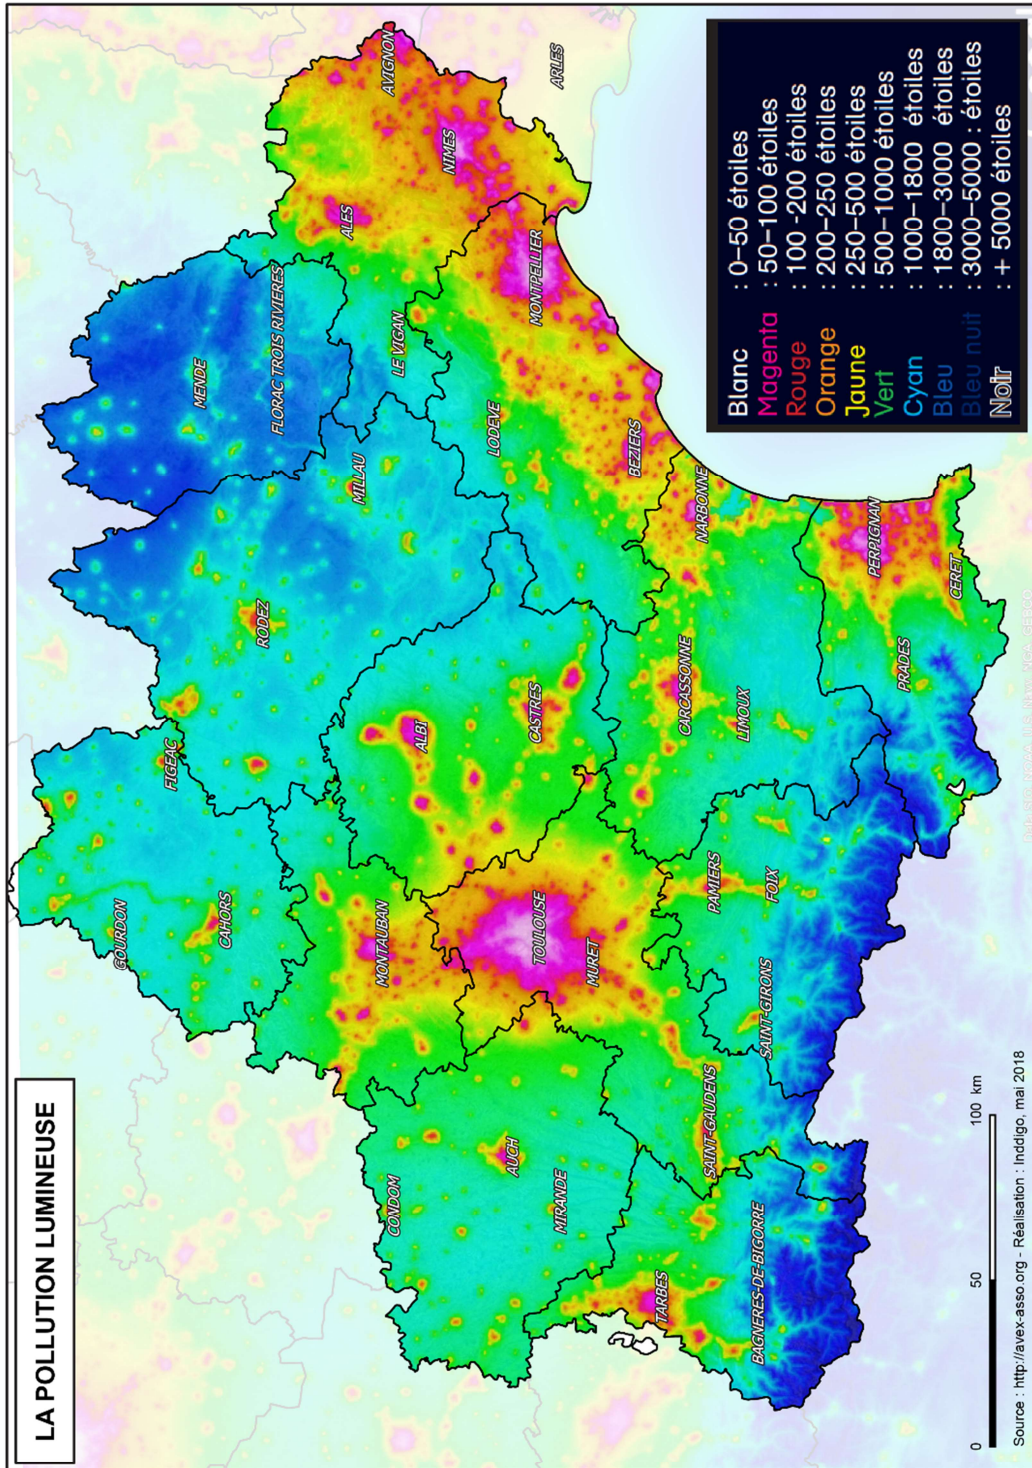 LA POLLUTION LUMINEUSE
GOURDON
FIGEAC
CAHORS
MENDE
FLORAC TROIS RIVIERES
RODEZ
MILLAU
LE VIGAN
ALES
AVIGNON
NIMES
ARLES
MONTAUBAN
ALBI
CONDOM
AUCH
MIRANDE
TOULOUSE
MURET
CASTRES
LODEVE
MONTPELLIER
BEZIERS
TARBES
SAINT-GAUDENS
PAMIERS
CARCASSONNE
NARBONNE
LIMOUX
BAGNERES-DE-BIGORRE
SAINT-GIRONS
FOIX
PRADES
PERPIGNAN
CERET
Blanc : 0-50 étoiles
Magenta : 50-100 étoiles
Rouge : 100-200 étoiles
Orange : 200-250 étoiles
Jaune : 250-500 étoiles
Vert : 500-1000 étoiles
Cyan : 1000-1800 étoiles
Bleu : 1800-3000 étoiles
Bleu nuit : 3000-5000 : étoiles
Noir : + 5000 étoiles
0 50 100 km
Source : http://avex-asso.org - Réalisation : Inddigo, mai 2018